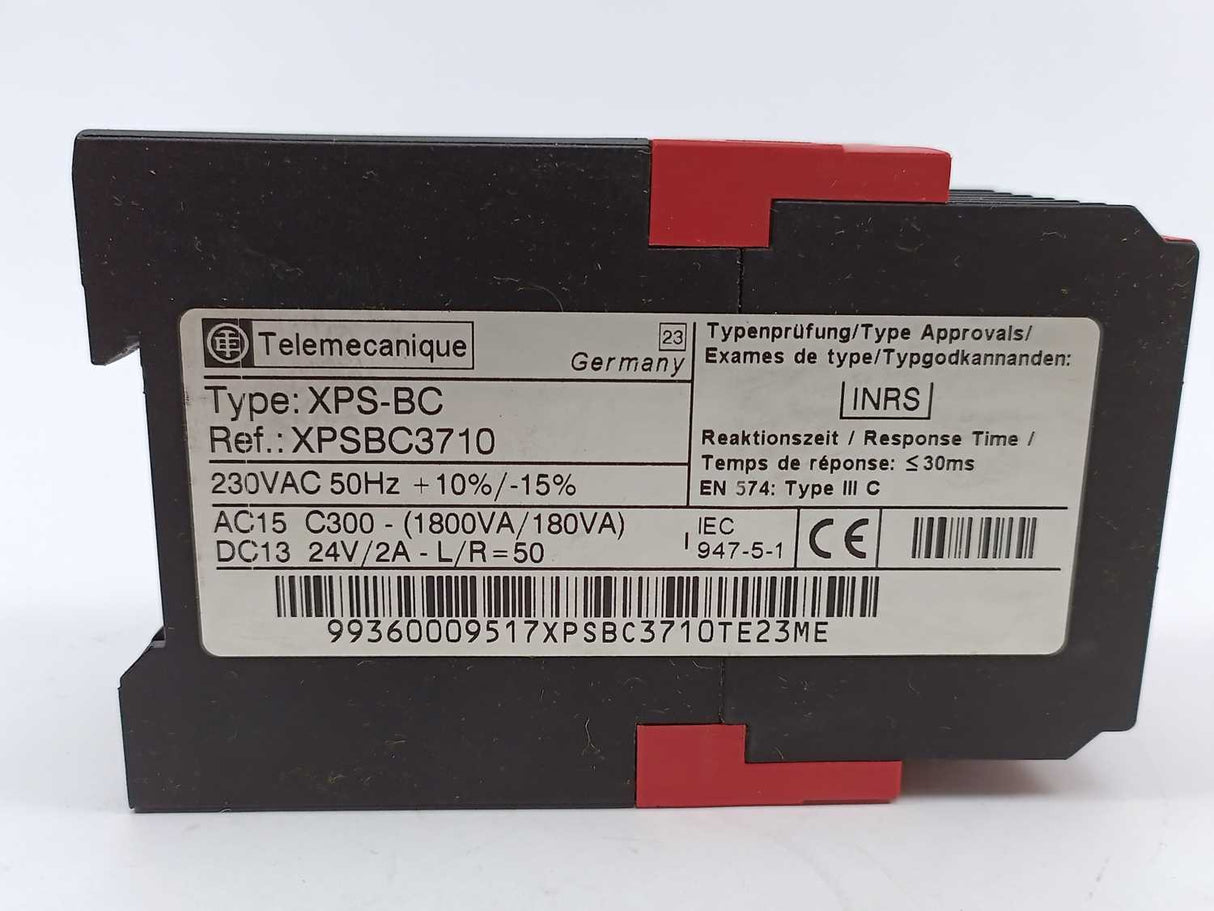 TE Telemecanique
23
Germany
Type: XPS-BC
Ref.: XPSBC3710
230VAC 50Hz +10%/-15%
AC15 C300 - (1800VA/180VA)
DC13 24V/2A - L/R=50
Typenprüfung/Type Approvals/
Exames de type/Typgodkannanden:
INRS
Reaktionszeit / Response Time /
Temps de réponse: ≤30ms
EN 574: Type III C
IEC
947-5-1
CE
99360009517XPSBC3710TE23ME